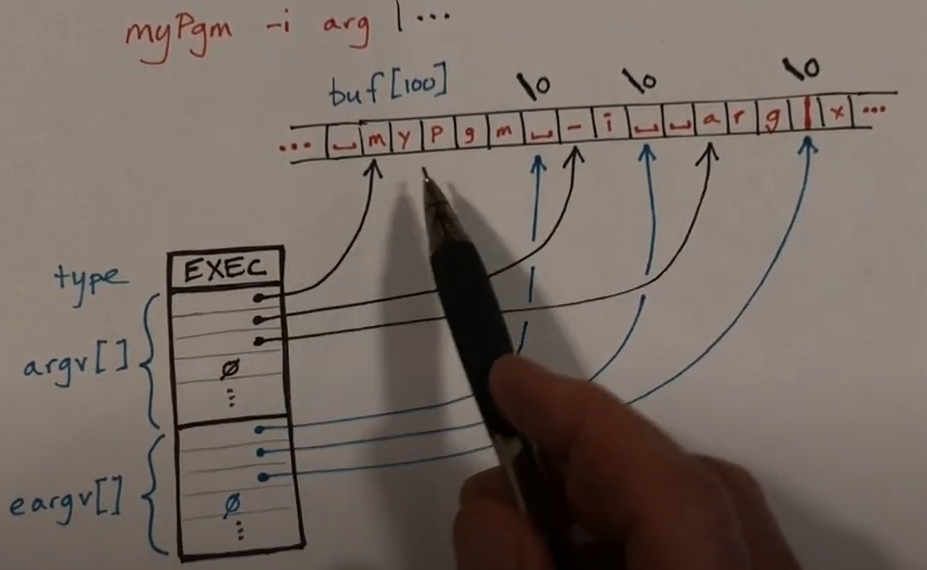 myPgm -i arg | ...
buf[100]
\0 \0 \0
... ␣ m y P g m ␣ - i ␣ ␣ a r g | x ...
type
EXEC
argv[]
ø
⋮
eargv[]
ø
⋮